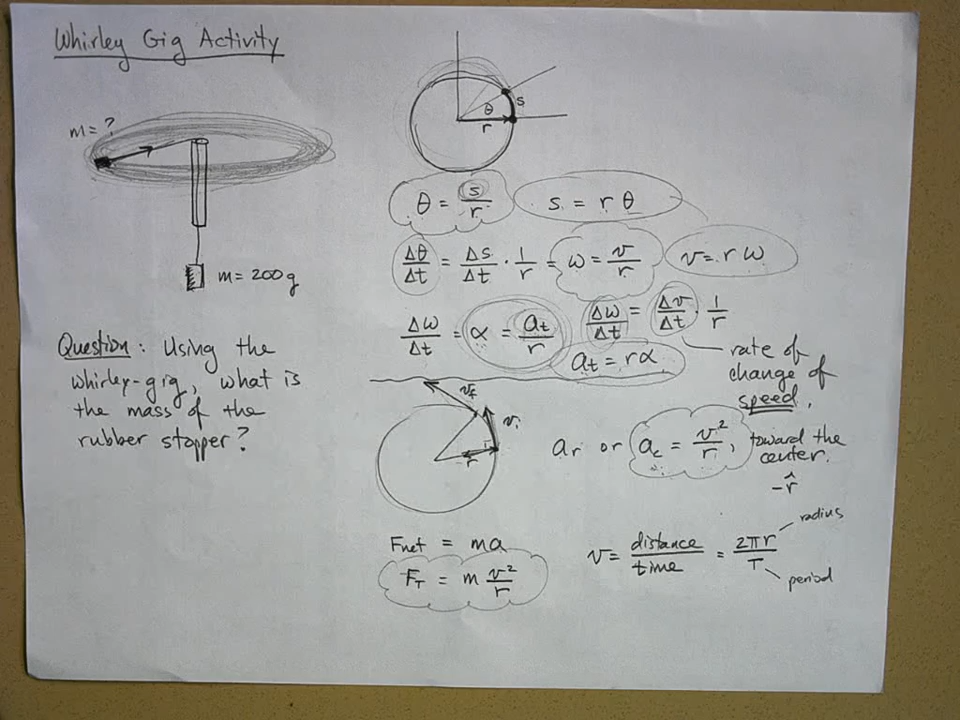 Whirley Gig Activity
m = ?
m = 200g
Question: Using the
whirley-gig, what is
the mass of the
rubber stopper?
θ
s
r
θ = s/r
s = r θ
Δθ/Δt = Δs/Δt · 1/r = ω = v/r
v = r ω
Δω/Δt = α = at/r
Δω/Δt = Δv/Δt · 1/r
at = rα
rate of
change of
speed.
vf
vi
r
ar or ac = v²/r, toward the
center.
-r̂
Fnet = ma
FT = m v²/r
v = distance/time = 2πr/T
radius
period